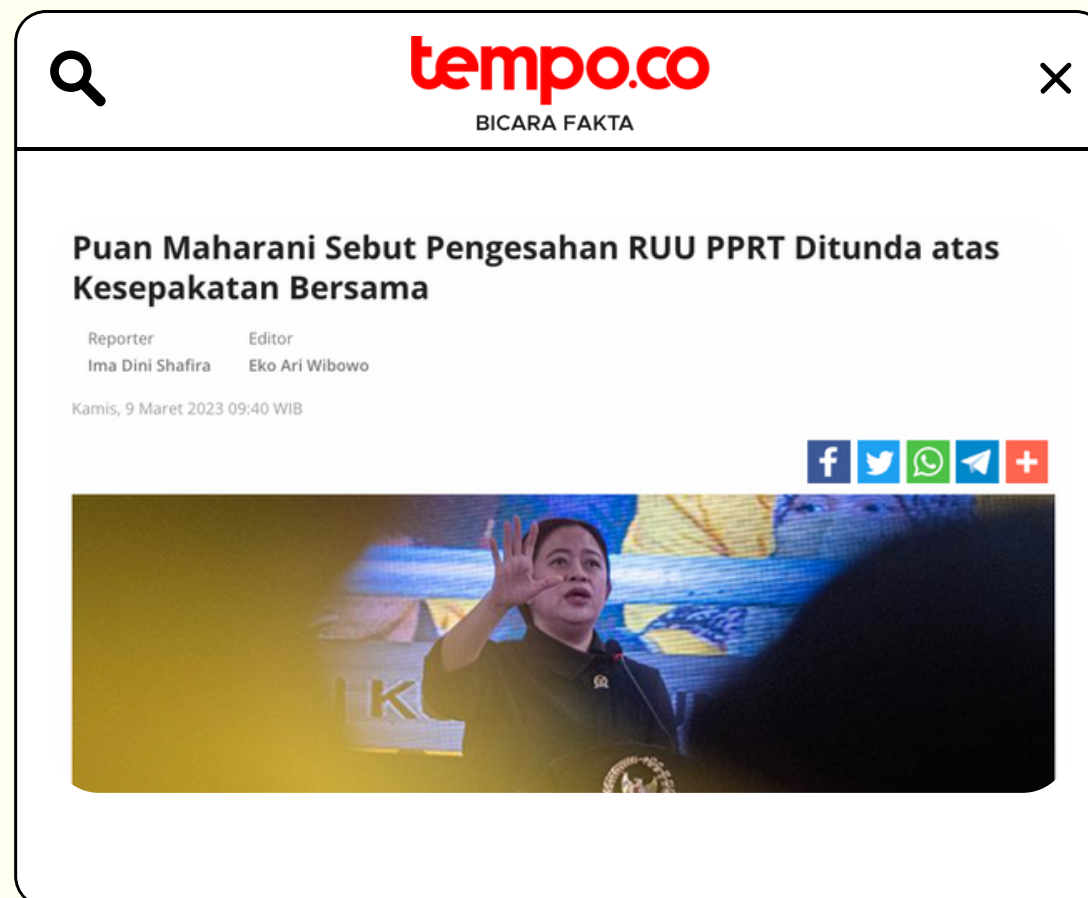 tempo.co
BICARA FAKTA
Puan Maharani Sebut Pengesahan RUU PPRT Ditunda atas
Kesepakatan Bersama
Reporter Editor
Ima Dini Shafira Eko Ari Wibowo
Kamis, 9 Maret 2023 09:40 WIB